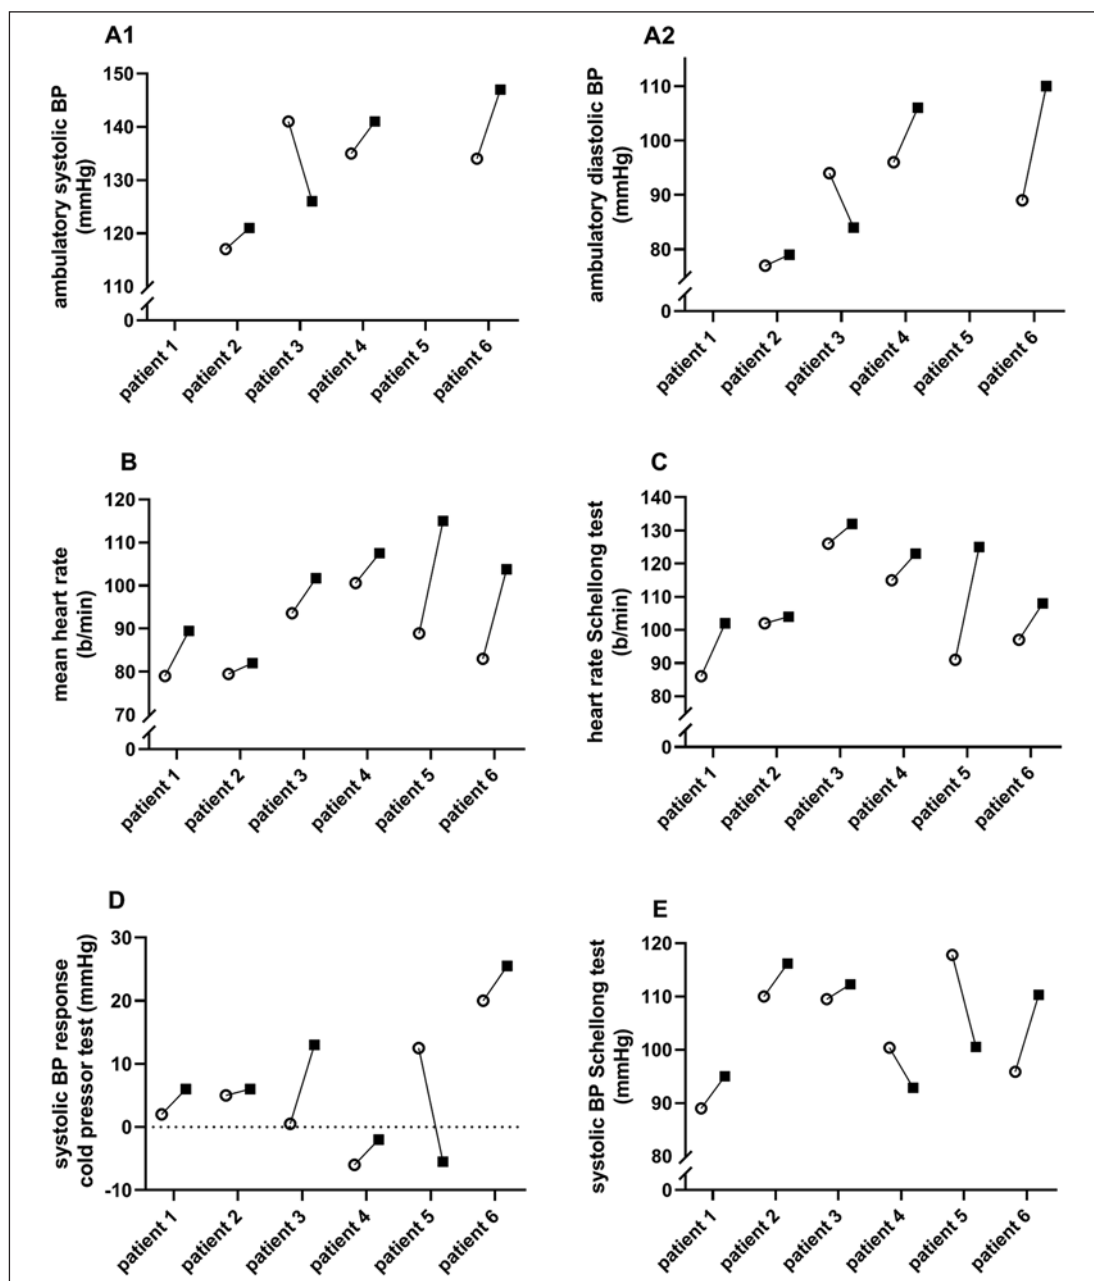 A1
ambulatory systolic BP
(mmHg)
150
140
130
120
110
0
patient 1
patient 2
patient 3
patient 4
patient 5
patient 6
A2
ambulatory diastolic BP
(mmHg)
110
100
90
80
0
patient 1
patient 2
patient 3
patient 4
patient 5
patient 6
B
mean heart rate
(b/min)
120
110
100
90
80
70
0
patient 1
patient 2
patient 3
patient 4
patient 5
patient 6
C
heart rate Schellong test
(b/min)
140
130
120
110
100
90
80
0
patient 1
patient 2
patient 3
patient 4
patient 5
patient 6
D
systolic BP response
cold pressor test (mmHg)
30
20
10
0
-10
patient 1
patient 2
patient 3
patient 4
patient 5
patient 6
E
systolic BP Schellong test
(mmHg)
120
110
100
90
80
0
patient 1
patient 2
patient 3
patient 4
patient 5
patient 6